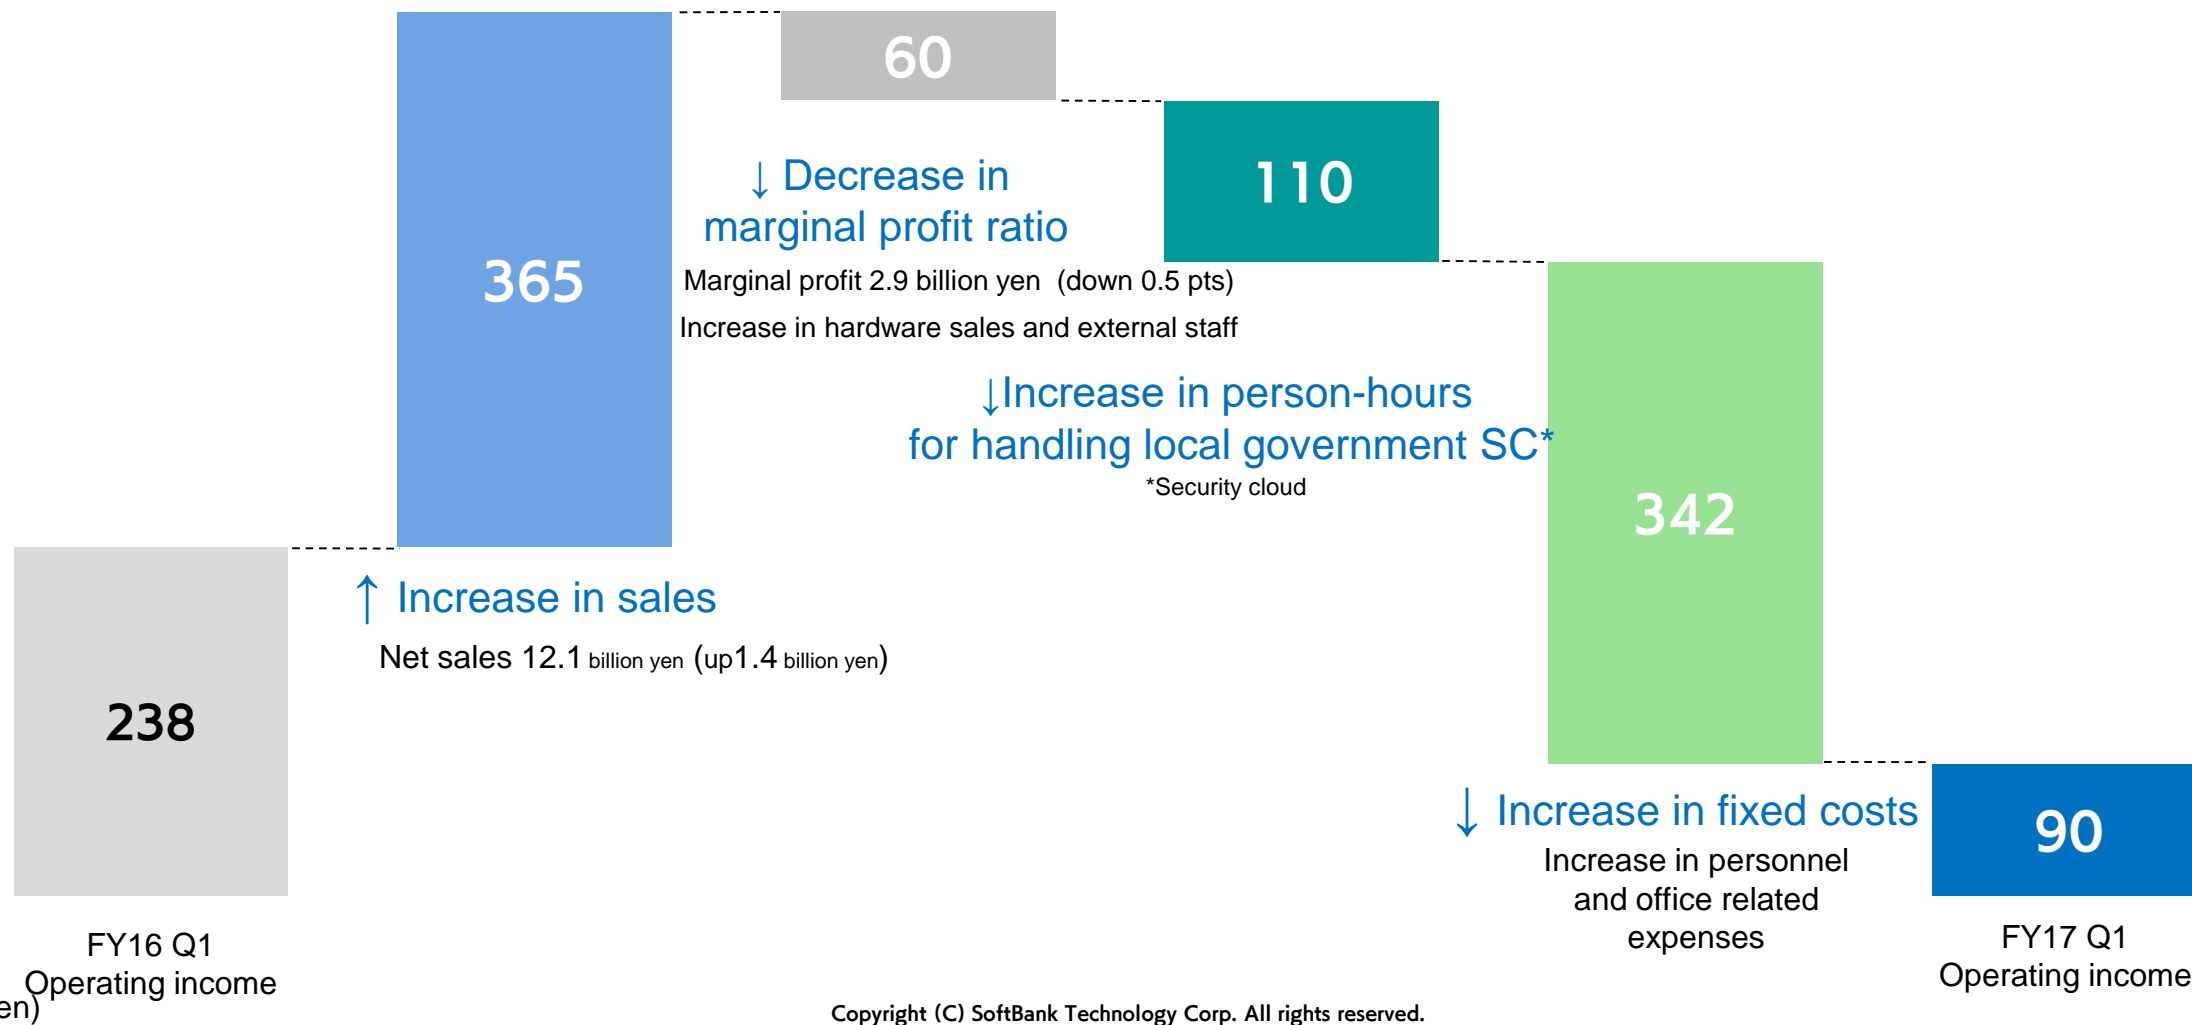 60
↓ Decrease in
marginal profit ratio
Marginal profit 2.9 billion yen (down 0.5 pts)
Increase in hardware sales and external staff
110
365
↓Increase in person-hours
for handling local government SC*
*Security cloud
342
↑ Increase in sales
Net sales 12.1 billion yen (up1.4 billion yen)
238
↓ Increase in fixed costs
Increase in personnel
and office related
expenses
90
FY16 Q1
Operating income
FY17 Q1
Operating income
en)
Copyright (C) SoftBank Technology Corp. All rights reserved.